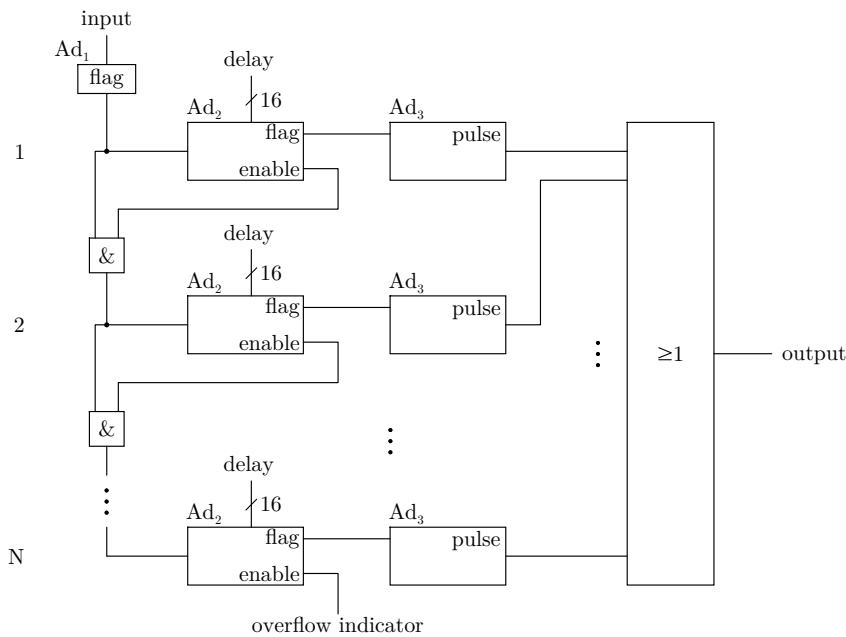 input
Ad₁
flag
delay
16
Ad₂
flag
enable
Ad₃
pulse
1
&
delay
16
Ad₂
flag
enable
Ad₃
pulse
2
≥1
output
&
delay
16
Ad₂
flag
enable
Ad₃
pulse
N
overflow indicator